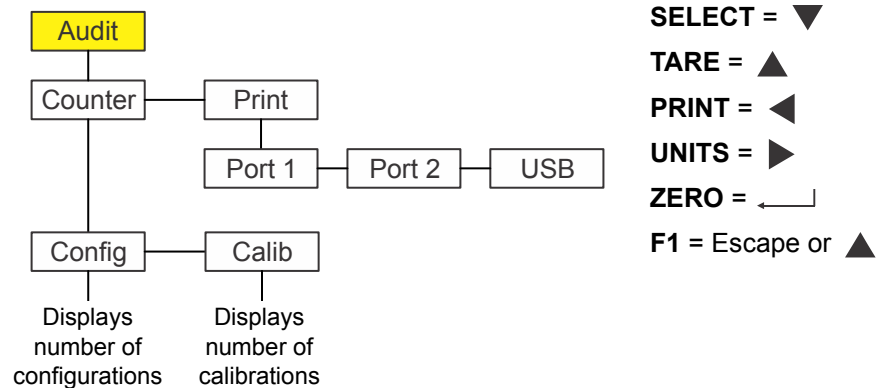 Audit
Counter
Print
Port 1
Port 2
USB
Config
Calib
Displays
number of
configurations
Displays
number of
calibrations
SELECT = ▼
TARE = ▲
PRINT = ◀
UNITS = ▶
ZERO = ↵
F1 = Escape or ▲